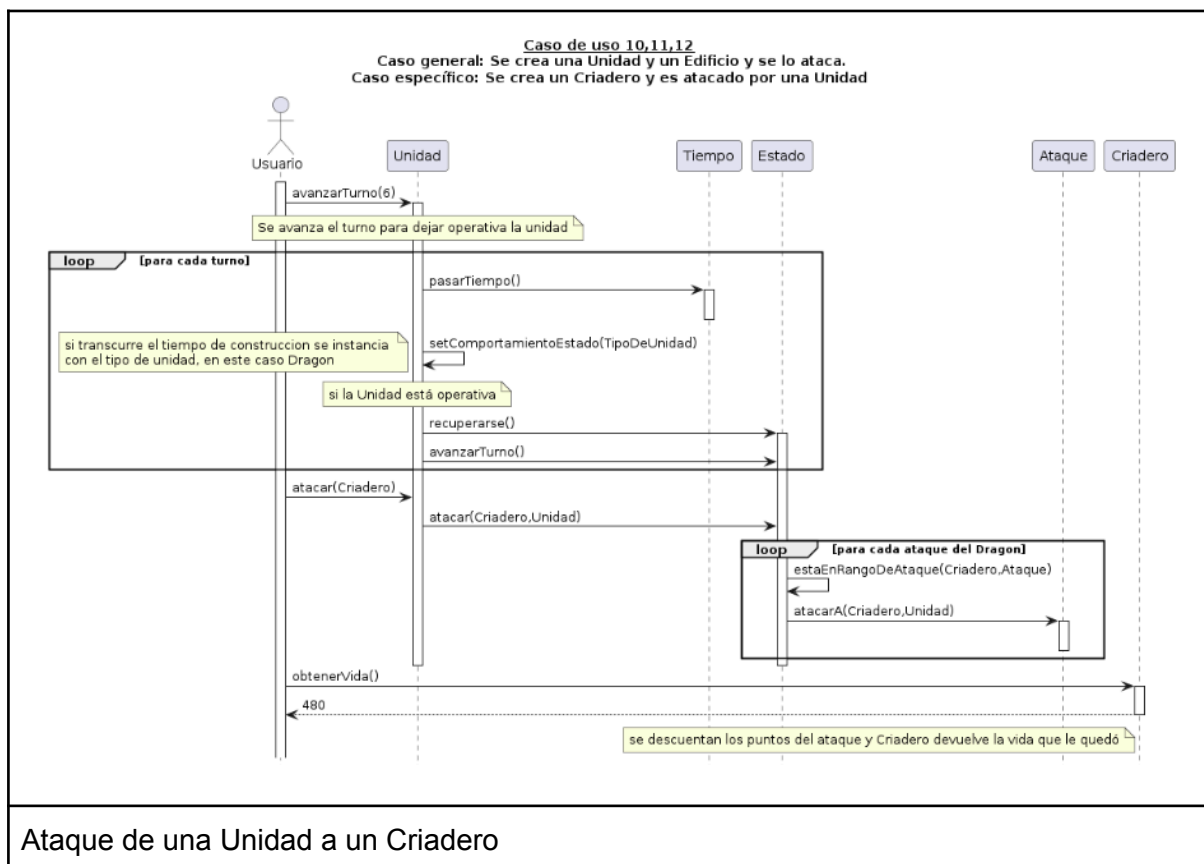 Caso de uso 10,11,12
Caso general: Se crea una Unidad y un Edificio y se lo ataca.
Caso específico: Se crea un Criadero y es atacado por una Unidad
Usuario
Unidad
Tiempo
Estado
Ataque
Criadero
avanzarTurno(6)
Se avanza el turno para dejar operativa la unidad
loop
[para cada turno]
pasarTiempo()
si transcurre el tiempo de construccion se instancia
con el tipo de unidad, en este caso Dragon
setComportamientoEstado(TipoDeUnidad)
si la Unidad está operativa
recuperarse()
avanzarTurno()
atacar(Criadero)
atacar(Criadero,Unidad)
loop
[para cada ataque del Dragon]
estaEnRangoDeAtaque(Criadero,Ataque)
atacarA(Criadero,Unidad)
obtenerVida()
480
se descuentan los puntos del ataque y Criadero devuelve la vida que le quedó
Ataque de una Unidad a un Criadero